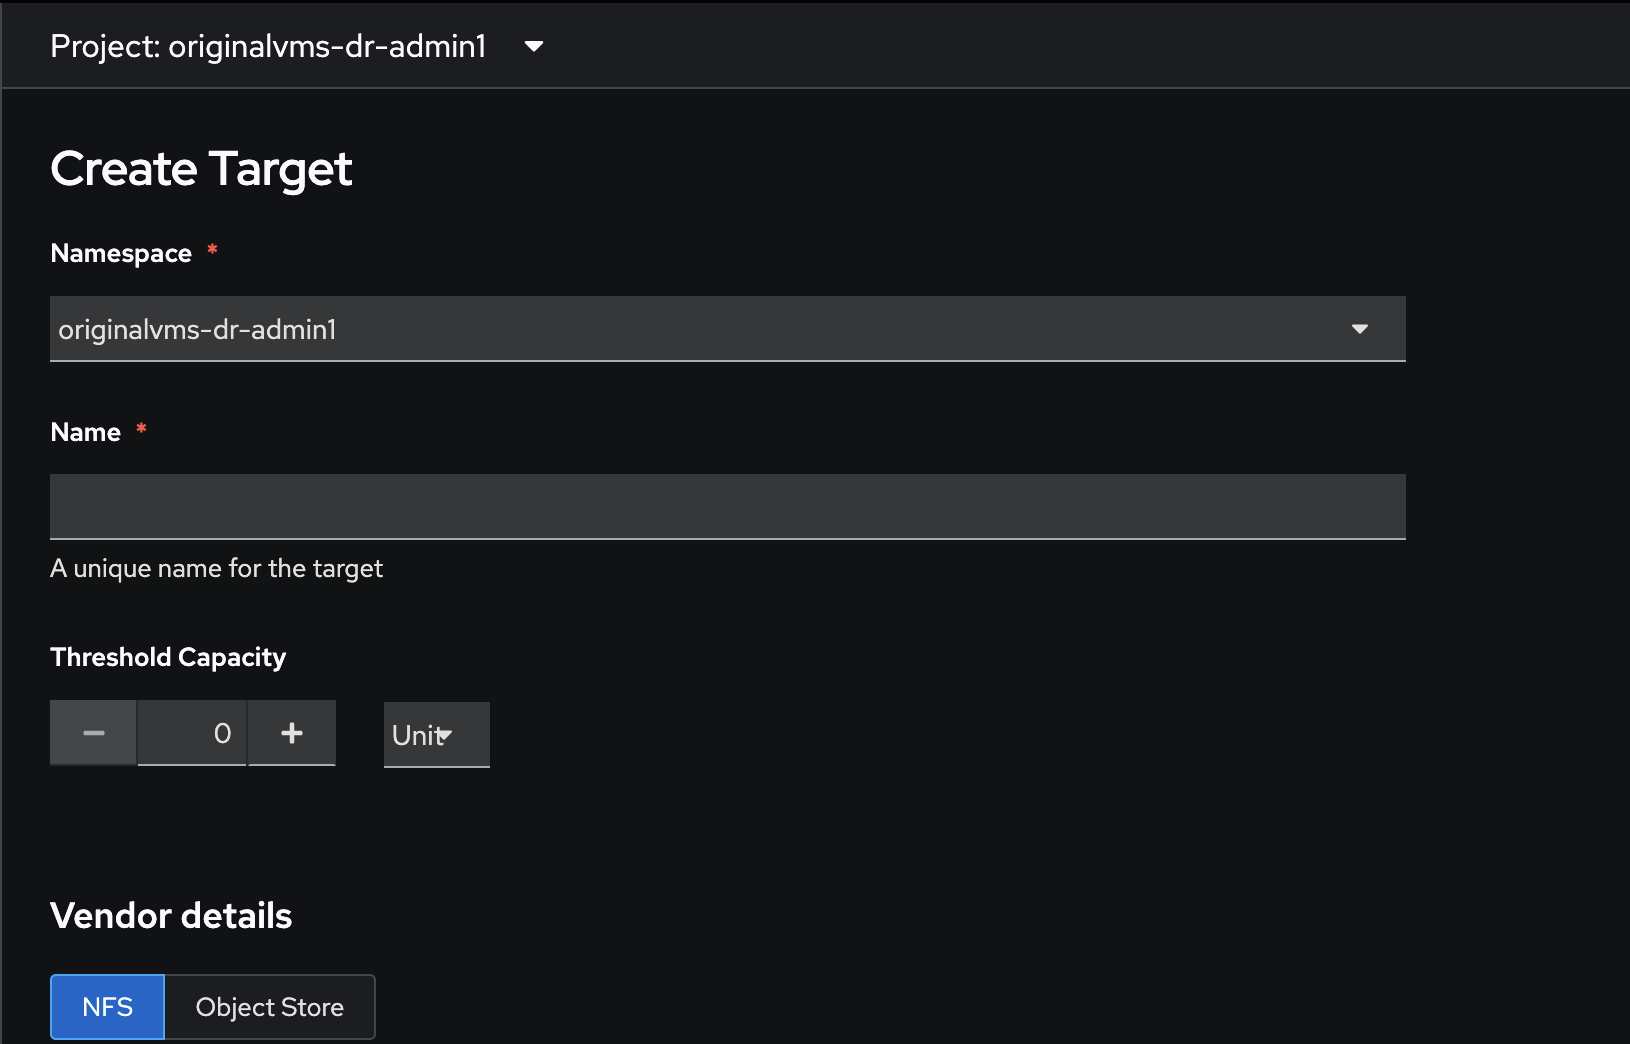 Project: originalvms-dr-admin1
Create Target
Namespace *
originalvms-dr-admin1
Name *
A unique name for the target
Threshold Capacity
0 Unit
Vendor details
NFS Object Store